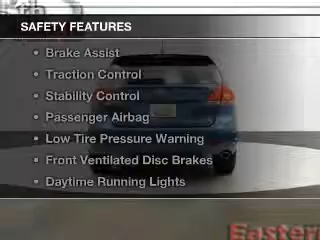 SAFETY FEATURES
• Brake Assist
• Traction Control
• Stability Control
• Passenger Airbag
• Low Tire Pressure Warning
• Front Ventilated Disc Brakes
• Daytime Running Lights
Eastern